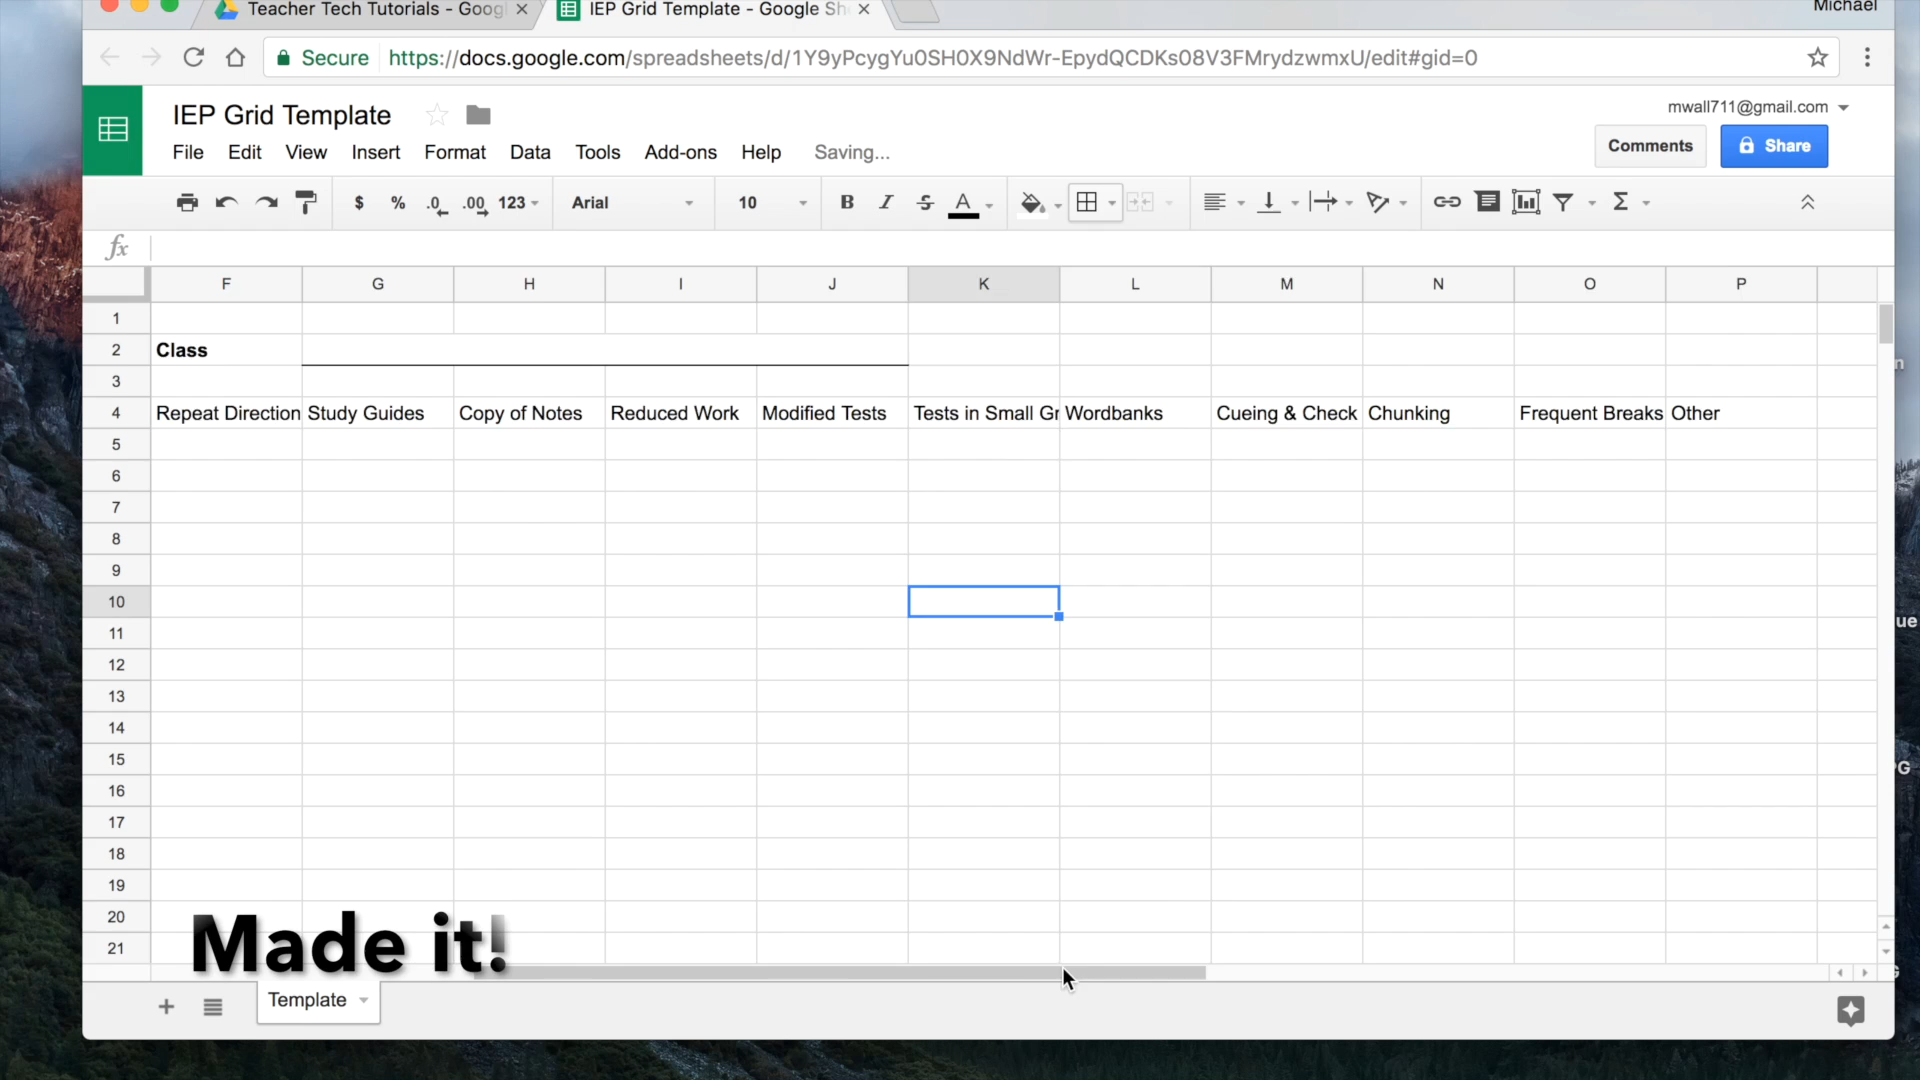 Michael
Teacher Tech Tutorials - Googl
IEP Grid Template - Google Sh
Secure https://docs.google.com/spreadsheets/d/1Y9yPcygYu0SH0X9NdWr-EpydQCDKs08V3FMrydzwmxU/edit#gid=0
IEP Grid Template
mwall711@gmail.com
File Edit View Insert Format Data Tools Add-ons Help Saving...
Comments Share
$ % .0 .00 123 Arial 10 B I S A Σ
fx
F G H I J K L M N O P
1
2 Class
3
4 Repeat Direction Study Guides Copy of Notes Reduced Work Modified Tests Tests in Small Gr Wordbanks Cueing & Check Chunking Frequent Breaks Other
5
6
7
8
9
10
11
12
13
14
15
16
17
18
19
20
21
Made it!
Template
ue